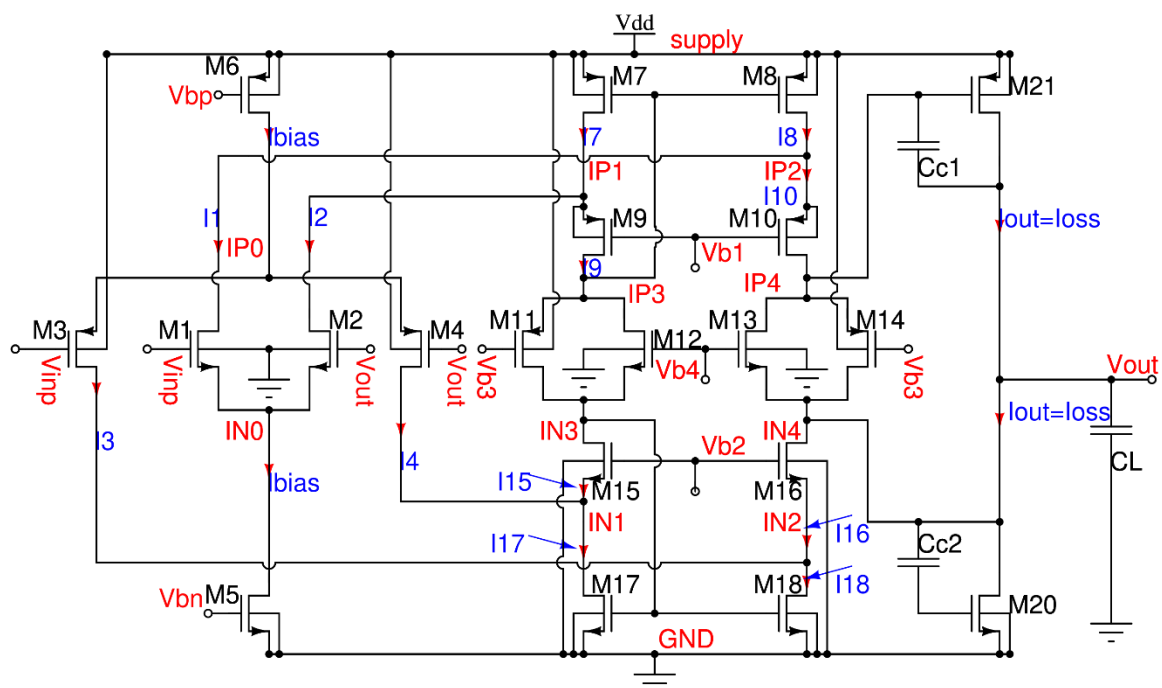 Vdd
supply
M6
M7
M8
M21
Vbp
Ibias
I7
I8
Cc1
IP1
IP2
I10
I1
I2
M9
M10
Iout=loss
IP0
I9
Vb1
IP3
IP4
M3
M1
M2
M4
M11
M12
M13
M14
Vinp
Vinp
Vout
Vout
Vb3
Vb4
Vb3
Vout
I3
IN0
I4
IN3
Vb2
IN4
Iout=loss
CL
Ibias
I15
M15
M16
IN1
IN2
I16
I17
Cc2
I18
Vbn
M5
M17
M18
M20
GND